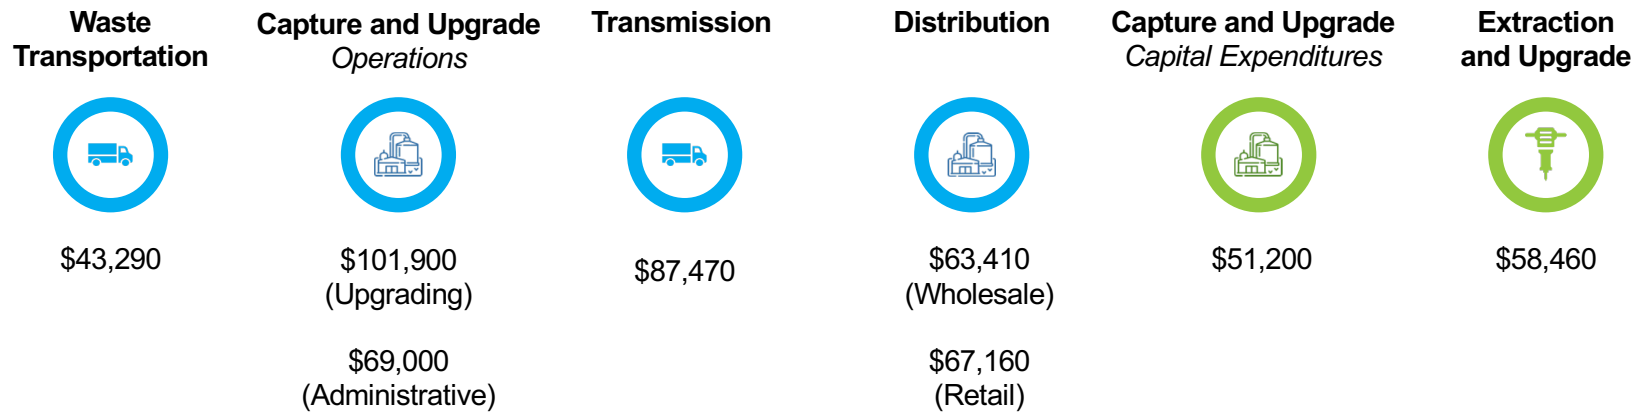 Waste
Transportation
$43,290
Capture and Upgrade
Operations
$101,900
(Upgrading)
$69,000
(Administrative)
Transmission
$87,470
Distribution
$63,410
(Wholesale)
$67,160
(Retail)
Capture and Upgrade
Capital Expenditures
$51,200
Extraction
and Upgrade
$58,460